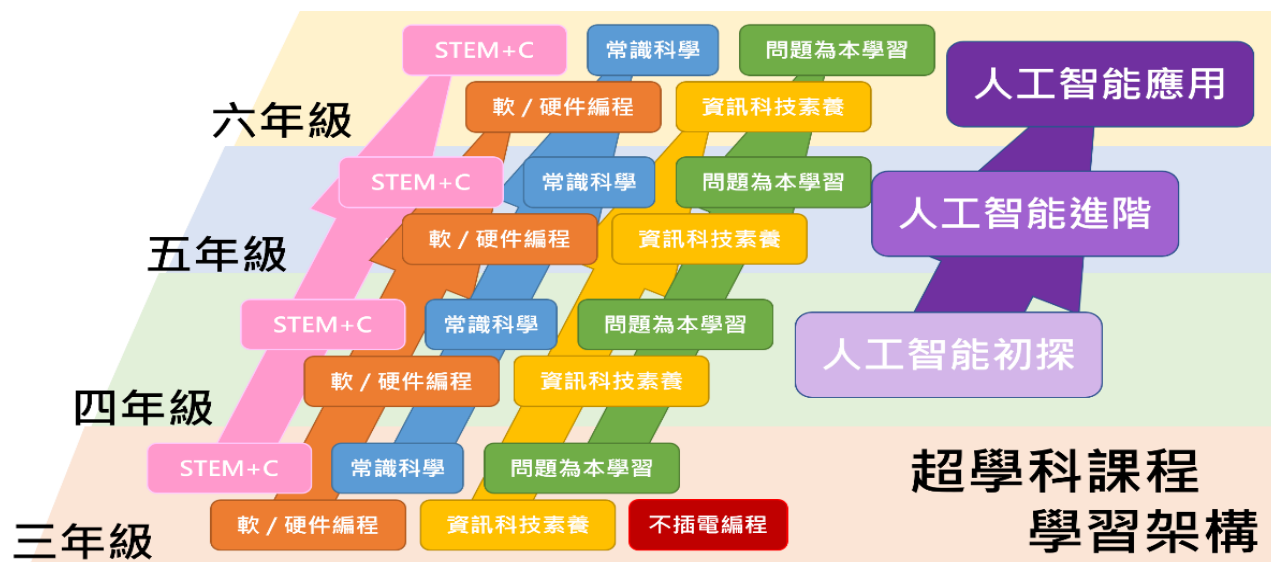 STEM+C
常識科學
問題為本學習
軟 / 硬件編程
資訊科技素養
人工智能應用
六年級
STEM+C
常識科學
問題為本學習
軟 / 硬件編程
資訊科技素養
人工智能進階
五年級
STEM+C
常識科學
問題為本學習
軟 / 硬件編程
資訊科技素養
人工智能初探
四年級
STEM+C
常識科學
問題為本學習
軟 / 硬件編程
資訊科技素養
不插電編程
三年級
超學科課程
學習架構